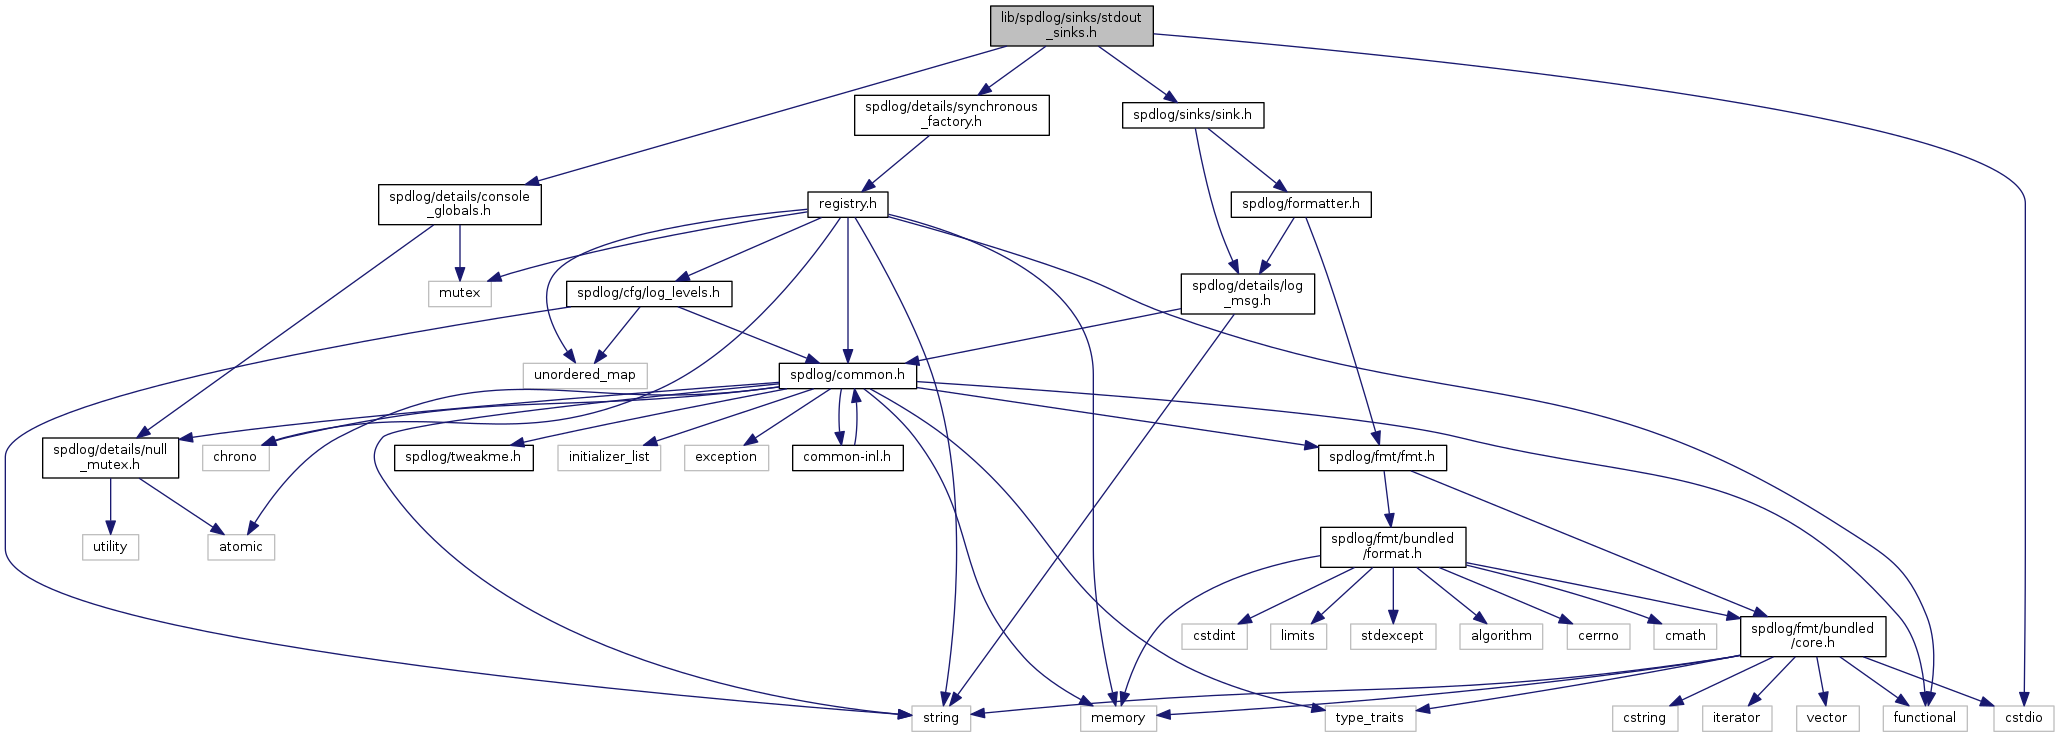 lib/spdlog/sinks/stdout
_sinks.h
spdlog/details/synchronous
_factory.h
spdlog/sinks/sink.h
spdlog/details/console
_globals.h
registry.h
spdlog/formatter.h
mutex
spdlog/cfg/log_levels.h
spdlog/details/log
_msg.h
unordered_map
spdlog/common.h
spdlog/details/null
_mutex.h
chrono
spdlog/tweakme.h
initializer_list
exception
common-inl.h
spdlog/fmt/fmt.h
utility
atomic
spdlog/fmt/bundled
/format.h
cstdint
limits
stdexcept
algorithm
cerrno
cmath
spdlog/fmt/bundled
/core.h
string
memory
type_traits
cstring
iterator
vector
functional
cstdio